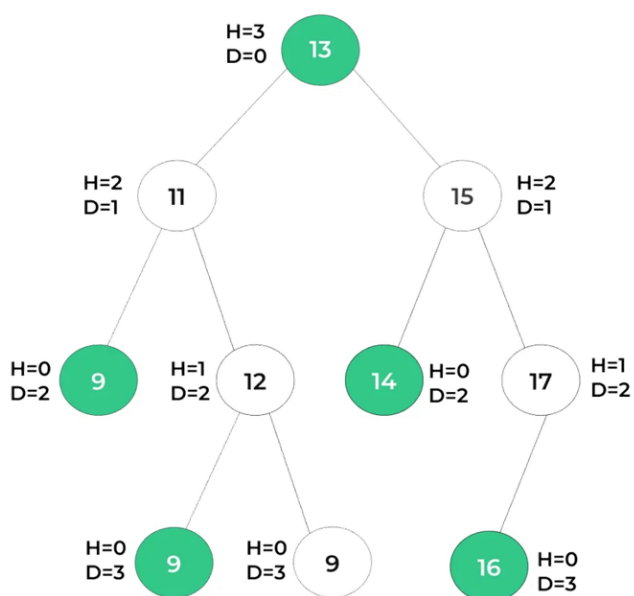 H=3
D=0
13
H=2
D=1
11
15
H=2
D=1
H=0
D=2
9
H=1
D=2
12
14
H=0
D=2
17
H=1
D=2
H=0
D=3
9
H=0
D=3
9
16
H=0
D=3